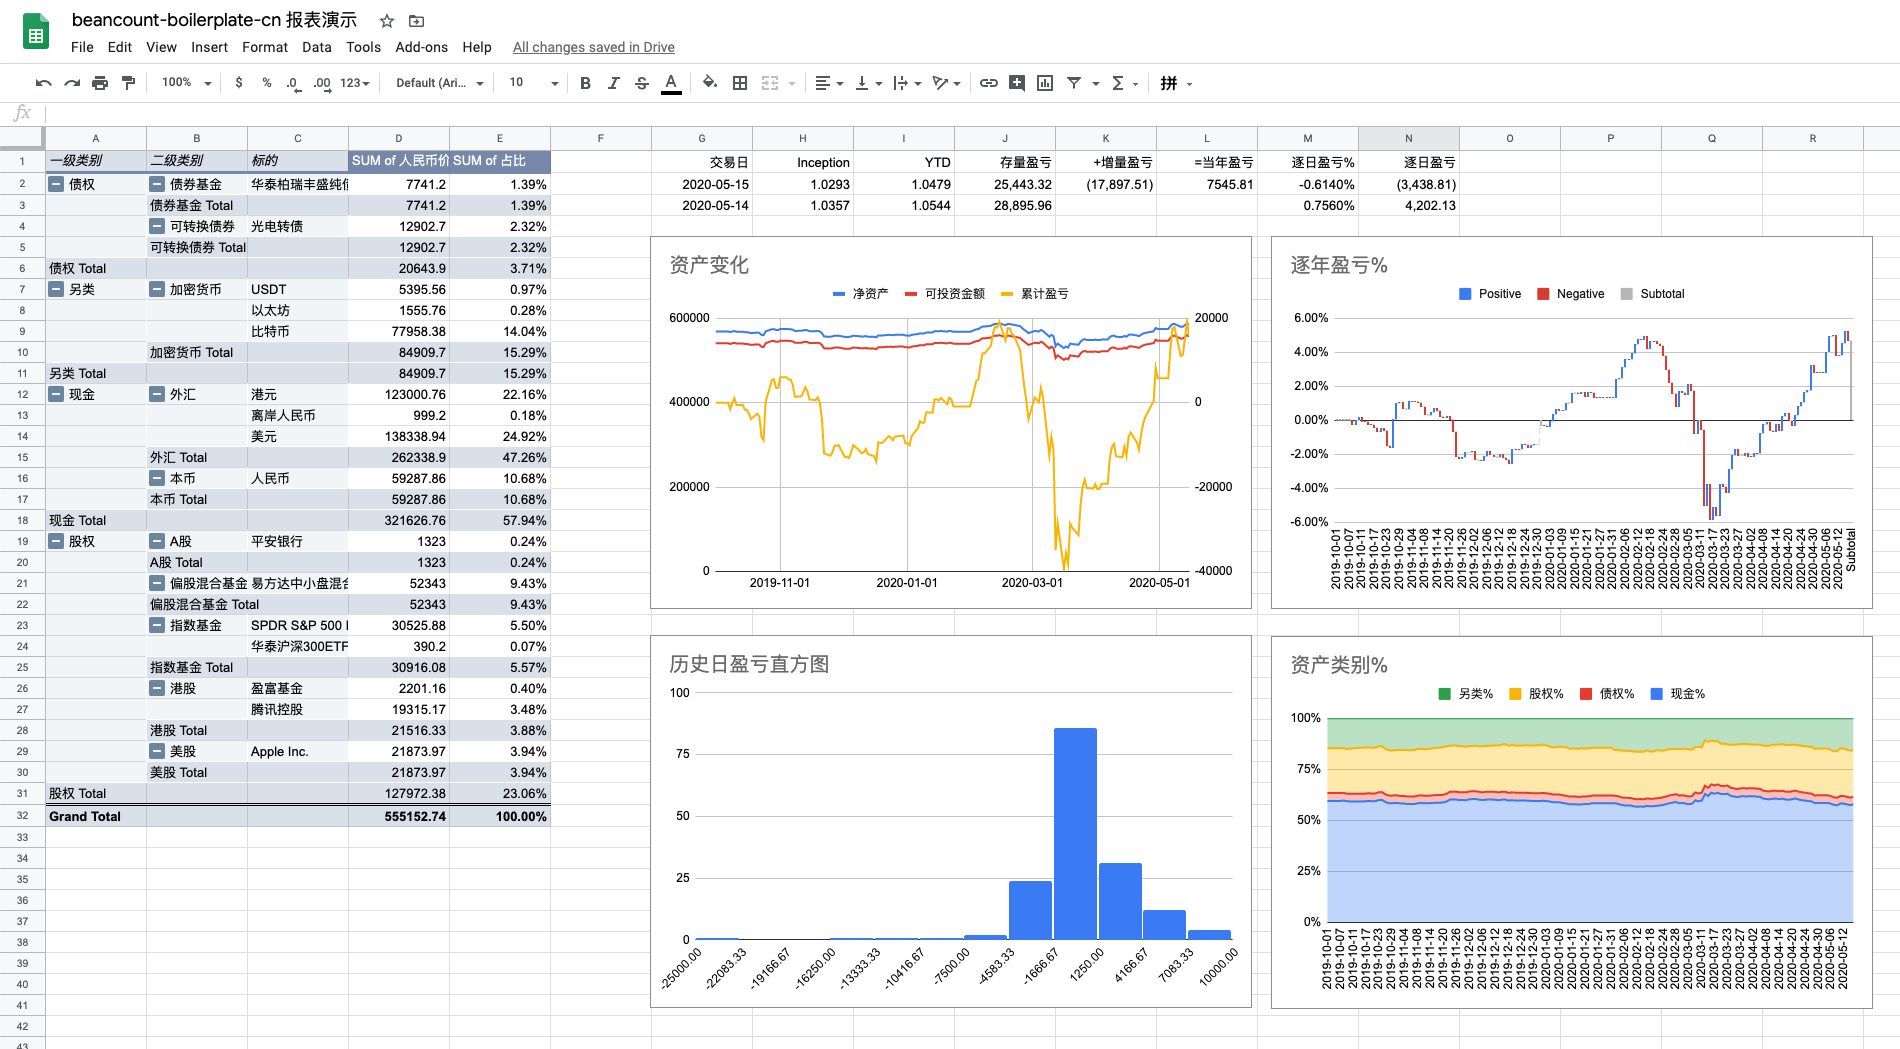 beancount-boilerplate-cn 报表演示
File Edit View Insert Format Data Tools Add-ons Help All changes saved in Drive
100% $ % .0 .00 123 Default (Ari... 10 B I S A Σ 拼
fx
A B C D E F G H I J K L M N O P Q R
1 一级类别 二级类别 标的 SUM of 人民币价 SUM of 占比 交易日 Inception YTD 存量盈亏 +增量盈亏 =当年盈亏 逐日盈亏% 逐日盈亏
2 债权 债券基金 华泰柏瑞丰盛纯债 7741.2 1.39% 2020-05-15 1.0293 1.0479 25,443.32 (17,897.51) 7545.81 -0.6140% (3,438.81)
3 债券基金 Total 7741.2 1.39% 2020-05-14 1.0357 1.0544 28,895.96 0.7560% 4,202.13
4 可转换债券 光电转债 12902.7 2.32%
5 可转换债券 Total 12902.7 2.32%
6 债权 Total 20643.9 3.71%
7 另类 加密货币 USDT 5395.56 0.97%
8 以太坊 1555.76 0.28%
9 比特币 77958.38 14.04%
10 加密货币 Total 84909.7 15.29%
11 另类 Total 84909.7 15.29%
12 现金 外汇 港元 123000.76 22.16%
13 离岸人民币 999.2 0.18%
14 美元 138338.94 24.92%
15 外汇 Total 262338.9 47.26%
16 本币 人民币 59287.86 10.68%
17 本币 Total 59287.86 10.68%
18 现金 Total 321626.76 57.94%
19 股权 A股 平安银行 1323 0.24%
20 A股 Total 1323 0.24%
21 偏股混合基金 易方达中小盘混合 52343 9.43%
22 偏股混合基金 Total 52343 9.43%
23 指数基金 SPDR S&P 500 30525.88 5.50%
24 华泰沪深300ETF 390.2 0.07%
25 指数基金 Total 30916.08 5.57%
26 港股 盈富基金 2201.16 0.40%
27 腾讯控股 19315.17 3.48%
28 港股 Total 21516.33 3.88%
29 美股 Apple Inc. 21873.97 3.94%
30 美股 Total 21873.97 3.94%
31 股权 Total 127972.38 23.06%
32 Grand Total 555152.74 100.00%
33
34
35
36
37
38
39
40
41
42
43
资产变化
净资产 可投资金额 累计盈亏
600000 20000
400000 0
200000 -20000
0 -40000
2019-11-01 2020-01-01 2020-03-01 2020-05-01
逐年盈亏%
Positive Negative Subtotal
6.00%
4.00%
2.00%
0.00%
-2.00%
-4.00%
-6.00%
2019-10-01 2019-10-07 2019-10-11 2019-10-17 2019-10-23 2019-10-29 2019-11-04 2019-11-08 2019-11-14 2019-11-20 2019-11-26 2019-12-02 2019-12-06 2019-12-12 2019-12-18 2019-12-24 2019-12-30 2020-01-03 2020-01-09 2020-01-15 2020-01-21 2020-01-27 2020-01-31 2020-02-06 2020-02-12 2020-02-18 2020-02-24 2020-02-28 2020-03-05 2020-03-11 2020-03-17 2020-03-23 2020-03-27 2020-04-02 2020-04-08 2020-04-14 2020-04-20 2020-04-24 2020-04-30 2020-05-06 2020-05-12 Subtotal
历史日盈亏直方图
100
75
50
25
0
-25000.00 -22083.33 -19166.67 -16250.00 -13333.33 -10416.67 -7500.00 -4583.33 -1666.67 1250.00 4166.67 7083.33 10000.00
资产类别%
另类% 股权% 债权% 现金%
100%
75%
50%
25%
0%
2019-10-01 2019-10-07 2019-10-11 2019-10-17 2019-10-23 2019-10-29 2019-11-04 2019-11-08 2019-11-14 2019-11-20 2019-11-26 2019-12-02 2019-12-06 2019-12-12 2019-12-18 2019-12-24 2019-12-30 2020-01-03 2020-01-09 2020-01-15 2020-01-21 2020-01-27 2020-01-31 2020-02-06 2020-02-12 2020-02-18 2020-02-24 2020-02-28 2020-03-05 2020-03-11 2020-03-17 2020-03-23 2020-03-27 2020-04-02 2020-04-08 2020-04-14 2020-04-20 2020-04-24 2020-04-30 2020-05-06 2020-05-12